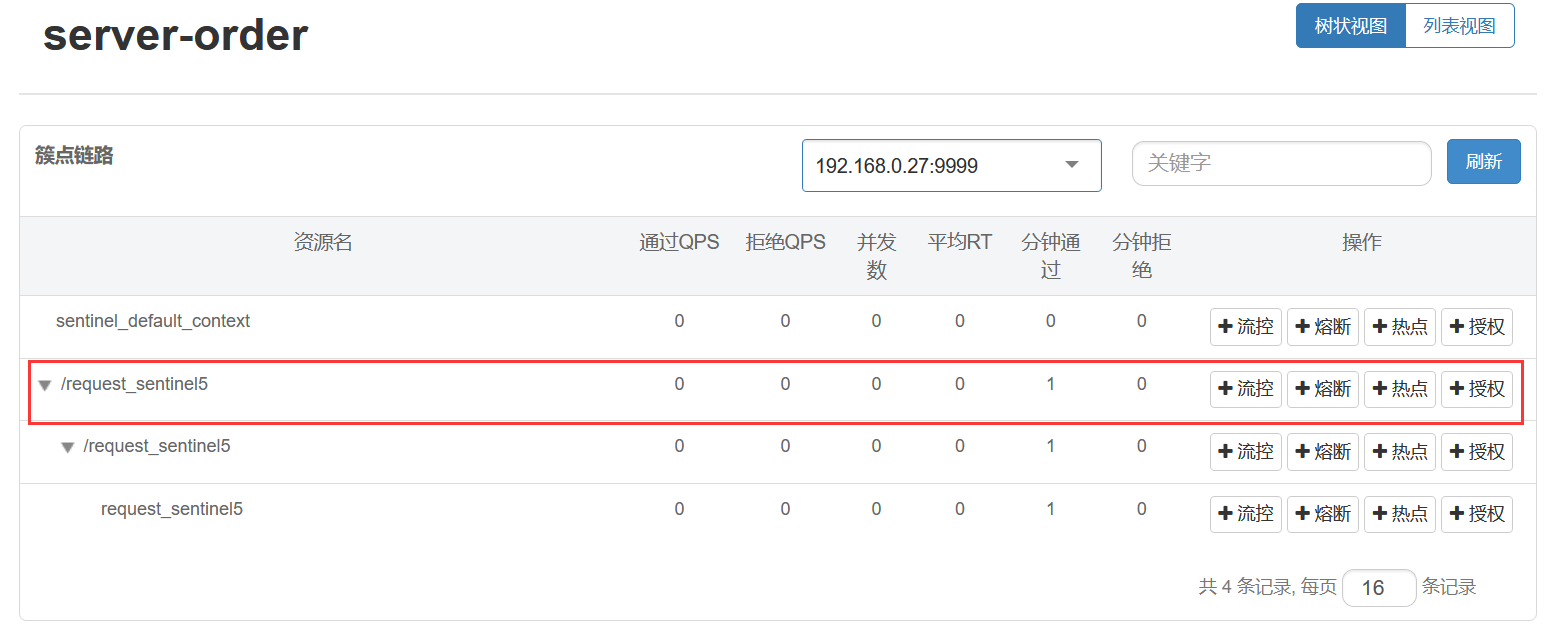 server-order
树状视图 列表视图
簇点链路 192.168.0.27:9999 关键字 刷新
资源名 通过QPS 拒绝QPS 并发数 平均RT 分钟通过 分钟拒绝 操作
sentinel_default_context 0 0 0 0 0 0 流控 熔断 热点 授权
/request_sentinel5 0 0 0 0 1 0 流控 熔断 热点 授权
/request_sentinel5 0 0 0 0 1 0 流控 熔断 热点 授权
request_sentinel5 0 0 0 0 1 0 流控 熔断 热点 授权
共 4 条记录, 每页 16 条记录